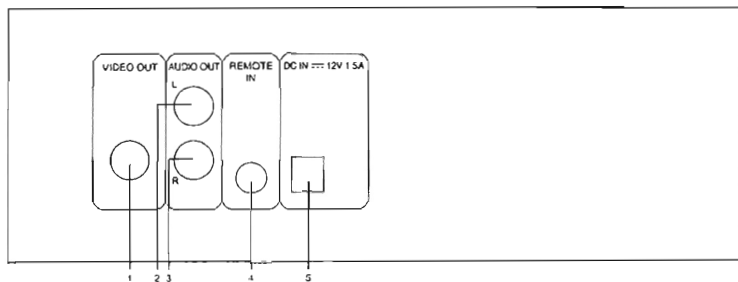 VIDEO OUT AUDIO OUT REMOTE IN DC IN ⎓ 12V 1.5A
L
R
1 2 3 4 5